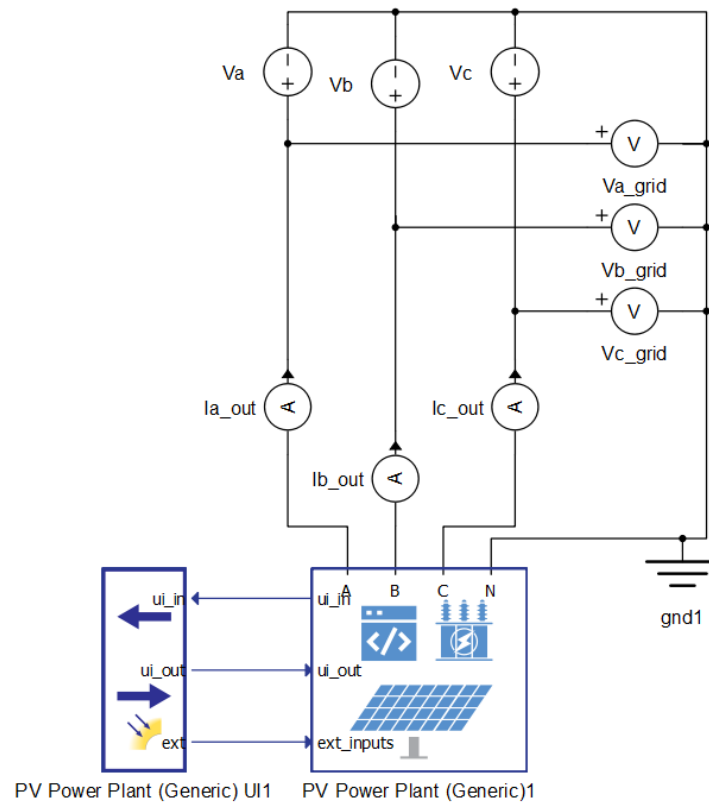 Va
Vb
Vc
V
Va_grid
V
Vb_grid
V
Vc_grid
Ia_out
A
Ic_out
A
Ib_out
A
A
B
C
N
gnd1
ui_in
ui_in
ui_out
ui_out
ext
ext_inputs
PV Power Plant (Generic) UI1
PV Power Plant (Generic)1